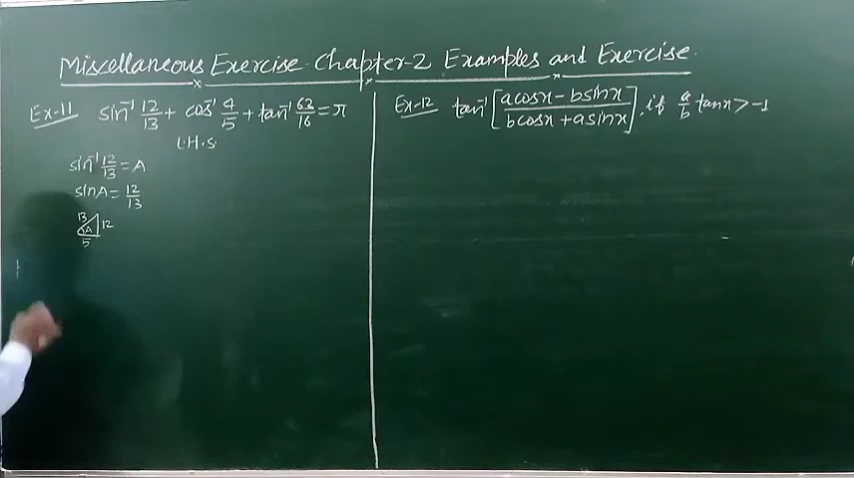 Miscellaneous Exercise Chapter-2 Examples and Exercise.
Ex-11 sin⁻¹ 12/13 + cos⁻¹ 4/5 + tan⁻¹ 63/16 = π
L.H.S.
sin⁻¹ 12/13 = A
sinA = 12/13
13 A 12
5
Ex-12 tan⁻¹ [acosx - bsinx / bcosx + asinx], if a/b tanx > -1